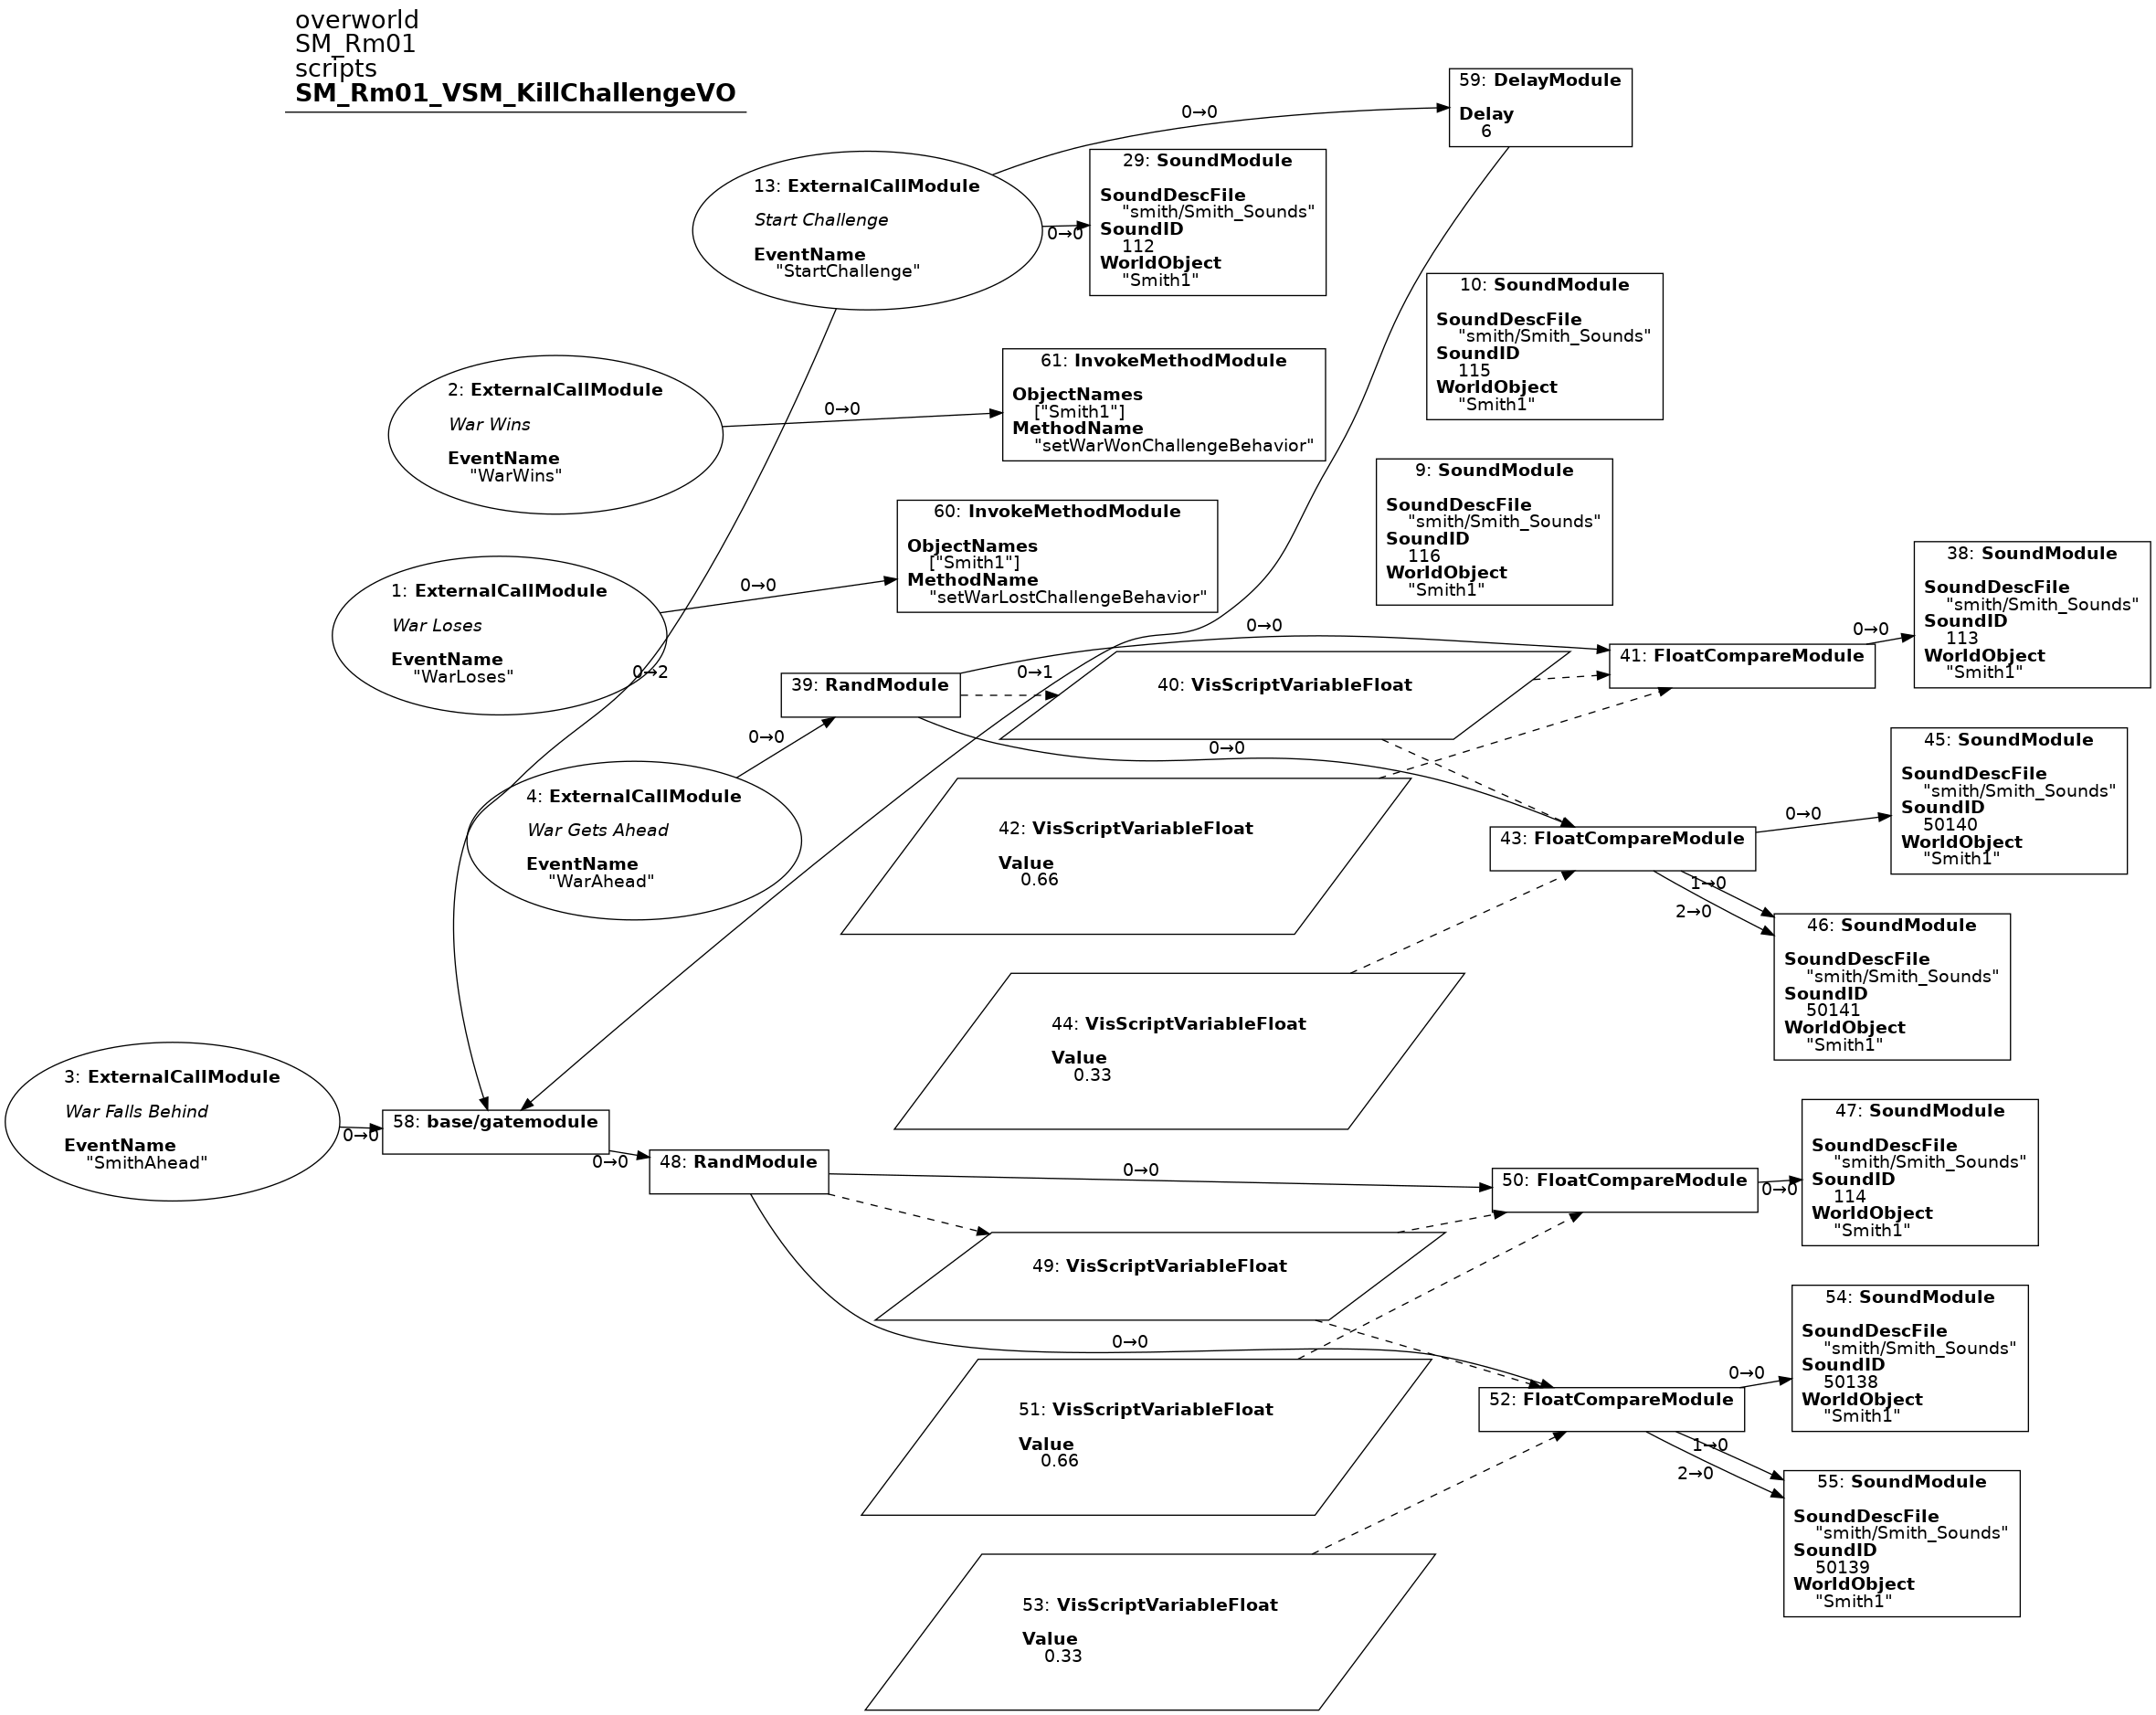 overworld
SM_Rm01
scripts
SM_Rm01_VSM_KillChallengeVO
59: DelayModule
Delay
6
0→0
13: ExternalCallModule
Start Challenge
EventName
"StartChallenge"
0→0
29: SoundModule
SoundDescFile
"smith/Smith_Sounds"
SoundID
112
WorldObject
"Smith1"
10: SoundModule
SoundDescFile
"smith/Smith_Sounds"
SoundID
115
WorldObject
"Smith1"
2: ExternalCallModule
War Wins
EventName
"WarWins"
0→0
61: InvokeMethodModule
ObjectNames
["Smith1"]
MethodName
"setWarWonChallengeBehavior"
9: SoundModule
SoundDescFile
"smith/Smith_Sounds"
SoundID
116
WorldObject
"Smith1"
1: ExternalCallModule
War Loses
EventName
"WarLoses"
0→0
60: InvokeMethodModule
ObjectNames
["Smith1"]
MethodName
"setWarLostChallengeBehavior"
38: SoundModule
SoundDescFile
"smith/Smith_Sounds"
SoundID
113
WorldObject
"Smith1"
0→0
0→0
41: FloatCompareModule
0→2
39: RandModule
0→1
40: VisScriptVariableFloat
0→0
0→0
4: ExternalCallModule
War Gets Ahead
EventName
"WarAhead"
42: VisScriptVariableFloat
Value
0.66
43: FloatCompareModule
0→0
45: SoundModule
SoundDescFile
"smith/Smith_Sounds"
SoundID
50140
WorldObject
"Smith1"
1→0
2→0
46: SoundModule
SoundDescFile
"smith/Smith_Sounds"
SoundID
50141
WorldObject
"Smith1"
44: VisScriptVariableFloat
Value
0.33
3: ExternalCallModule
War Falls Behind
EventName
"SmithAhead"
0→0
58: base/gatemodule
0→0
48: RandModule
0→0
50: FloatCompareModule
0→0
47: SoundModule
SoundDescFile
"smith/Smith_Sounds"
SoundID
114
WorldObject
"Smith1"
49: VisScriptVariableFloat
0→0
51: VisScriptVariableFloat
Value
0.66
52: FloatCompareModule
0→0
54: SoundModule
SoundDescFile
"smith/Smith_Sounds"
SoundID
50138
WorldObject
"Smith1"
1→0
2→0
55: SoundModule
SoundDescFile
"smith/Smith_Sounds"
SoundID
50139
WorldObject
"Smith1"
53: VisScriptVariableFloat
Value
0.33